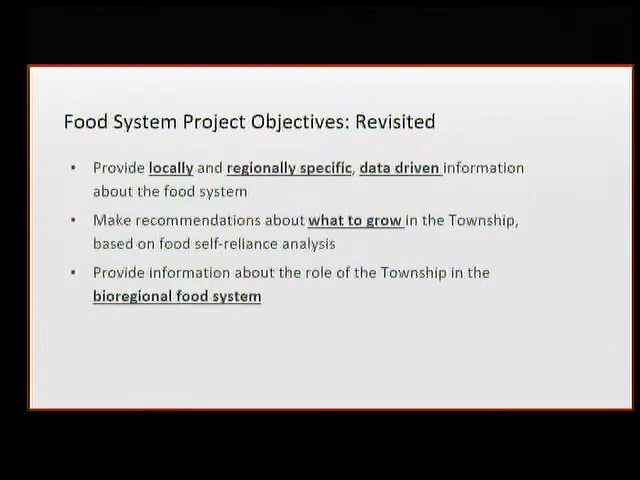 Food System Project Objectives: Revisited
• Provide locally and regionally specific, data driven information
about the food system
• Make recommendations about what to grow in the Township,
based on food self-reliance analysis
• Provide information about the role of the Township in the
bioregional food system